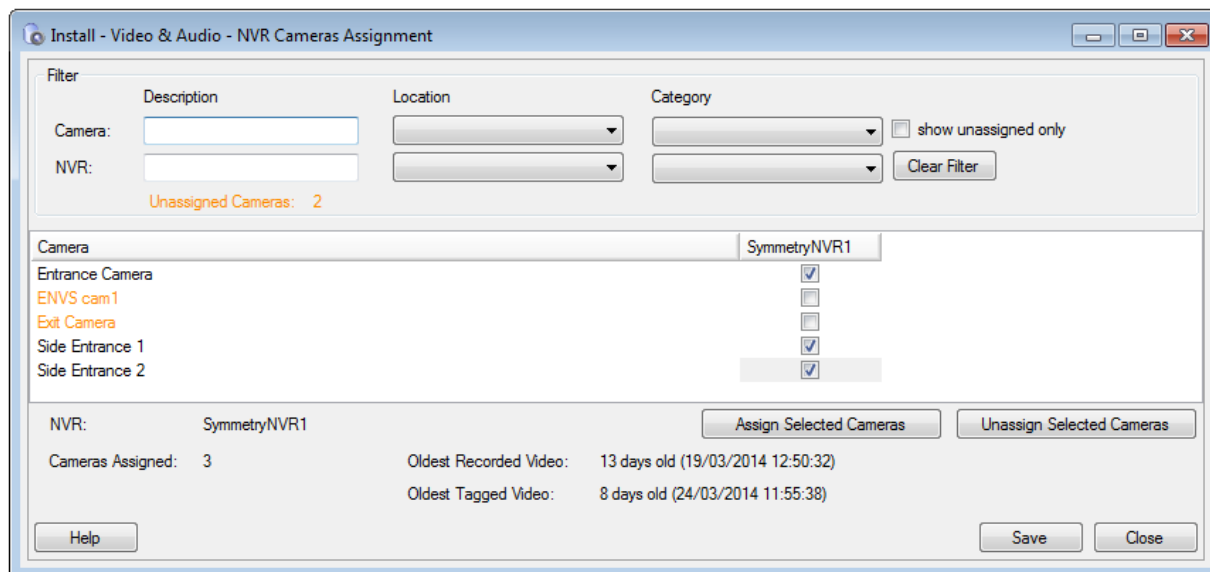 Install - Video & Audio - NVR Cameras Assignment
Filter
Description Location Category
Camera: show unassigned only
NVR: Clear Filter
Unassigned Cameras: 2
Camera SymmetryNVR1
Entrance Camera
ENVS cam1
Exit Camera
Side Entrance 1
Side Entrance 2
NVR: SymmetryNVR1 Assign Selected Cameras Unassign Selected Cameras
Cameras Assigned: 3 Oldest Recorded Video: 13 days old (19/03/2014 12:50:32)
Oldest Tagged Video: 8 days old (24/03/2014 11:55:38)
Help Save Close